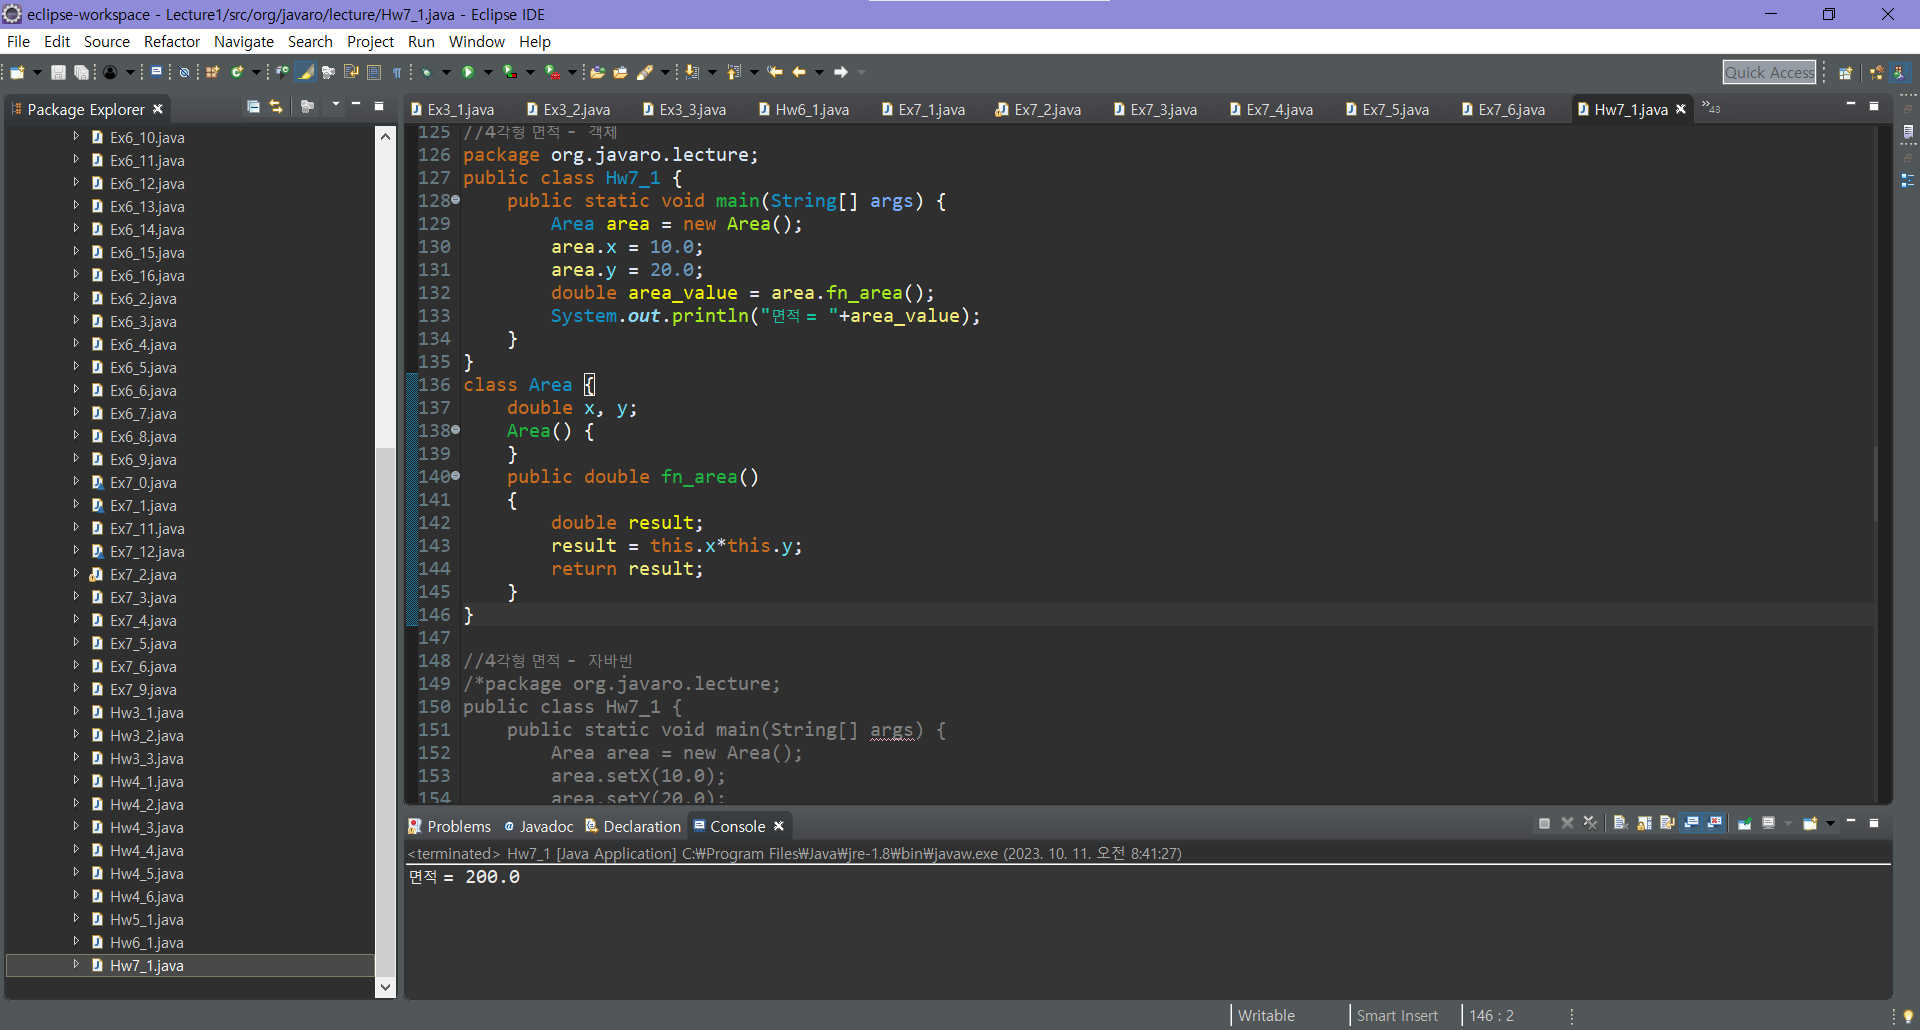 eclipse-workspace - Lecture1/src/org/javaro/lecture/Hw7_1.java - Eclipse IDE
File Edit Source Refactor Navigate Search Project Run Window Help
Quick Access
Package Explorer
Ex6_10.java
Ex6_11.java
Ex6_12.java
Ex6_13.java
Ex6_14.java
Ex6_15.java
Ex6_16.java
Ex6_2.java
Ex6_3.java
Ex6_4.java
Ex6_5.java
Ex6_6.java
Ex6_7.java
Ex6_8.java
Ex6_9.java
Ex7_0.java
Ex7_1.java
Ex7_11.java
Ex7_12.java
Ex7_2.java
Ex7_3.java
Ex7_4.java
Ex7_5.java
Ex7_6.java
Ex7_9.java
Hw3_1.java
Hw3_2.java
Hw3_3.java
Hw4_1.java
Hw4_2.java
Hw4_3.java
Hw4_4.java
Hw4_5.java
Hw4_6.java
Hw5_1.java
Hw6_1.java
Hw7_1.java
Ex3_1.java Ex3_2.java Ex3_3.java Hw6_1.java Ex7_1.java Ex7_2.java Ex7_3.java Ex7_4.java Ex7_5.java Ex7_6.java Hw7_1.java »43
125 //4각형 면적 - 객체
126 package org.javaro.lecture;
127 public class Hw7_1 {
128     public static void main(String[] args) {
129         Area area = new Area();
130         area.x = 10.0;
131         area.y = 20.0;
132         double area_value = area.fn_area();
133         System.out.println("면적 = "+area_value);
134     }
135 }
136 class Area {
137     double x, y;
138     Area() {
139     }
140     public double fn_area()
141     {
142         double result;
143         result = this.x*this.y;
144         return result;
145     }
146 }
147
148 //4각형 면적 - 자바빈
149 /*package org.javaro.lecture;
150 public class Hw7_1 {
151     public static void main(String[] args) {
152         Area area = new Area();
153         area.setX(10.0);
154         area.setY(20.0);
Problems Javadoc Declaration Console
<terminated> Hw7_1 [Java Application] C:₩Program Files₩Java₩jre-1.8₩bin₩javaw.exe (2023. 10. 11. 오전 8:41:27)
면적 = 200.0
Writable Smart Insert 146 : 2